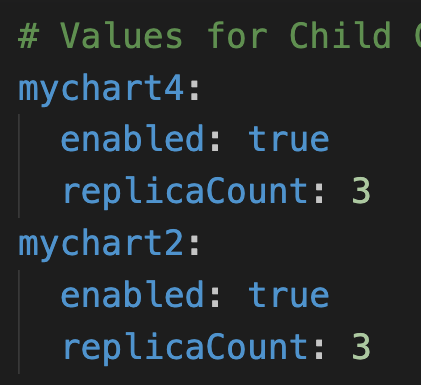 # Values for Child
mychart4:
  enabled: true
  replicaCount: 3
mychart2:
  enabled: true
  replicaCount: 3